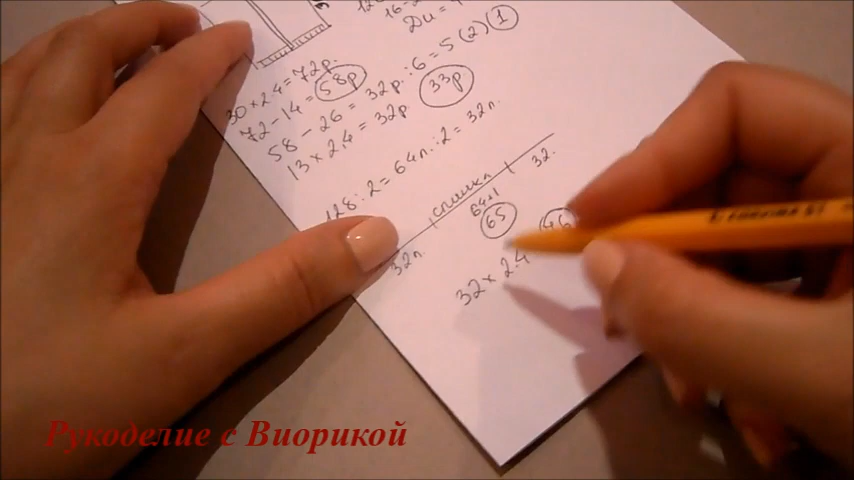 16-2
Ди =
30 × 2.4 = 72р.
72 - 14 = 58р
58 - 26 = 32р. : 6 = 5 (2) 1
13 × 2,4 = 32р. 33р.
128 : 2 = 64п. : 2 = 32п.
32п. спинка 32.
64+1
65
46
32 × 2.4
Рукоделие с Виорикой